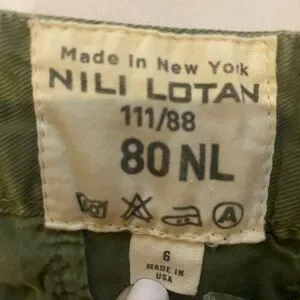 Made In New York
NILI LOTAN
111/88
80 NL
A
6
MADE IN
USA